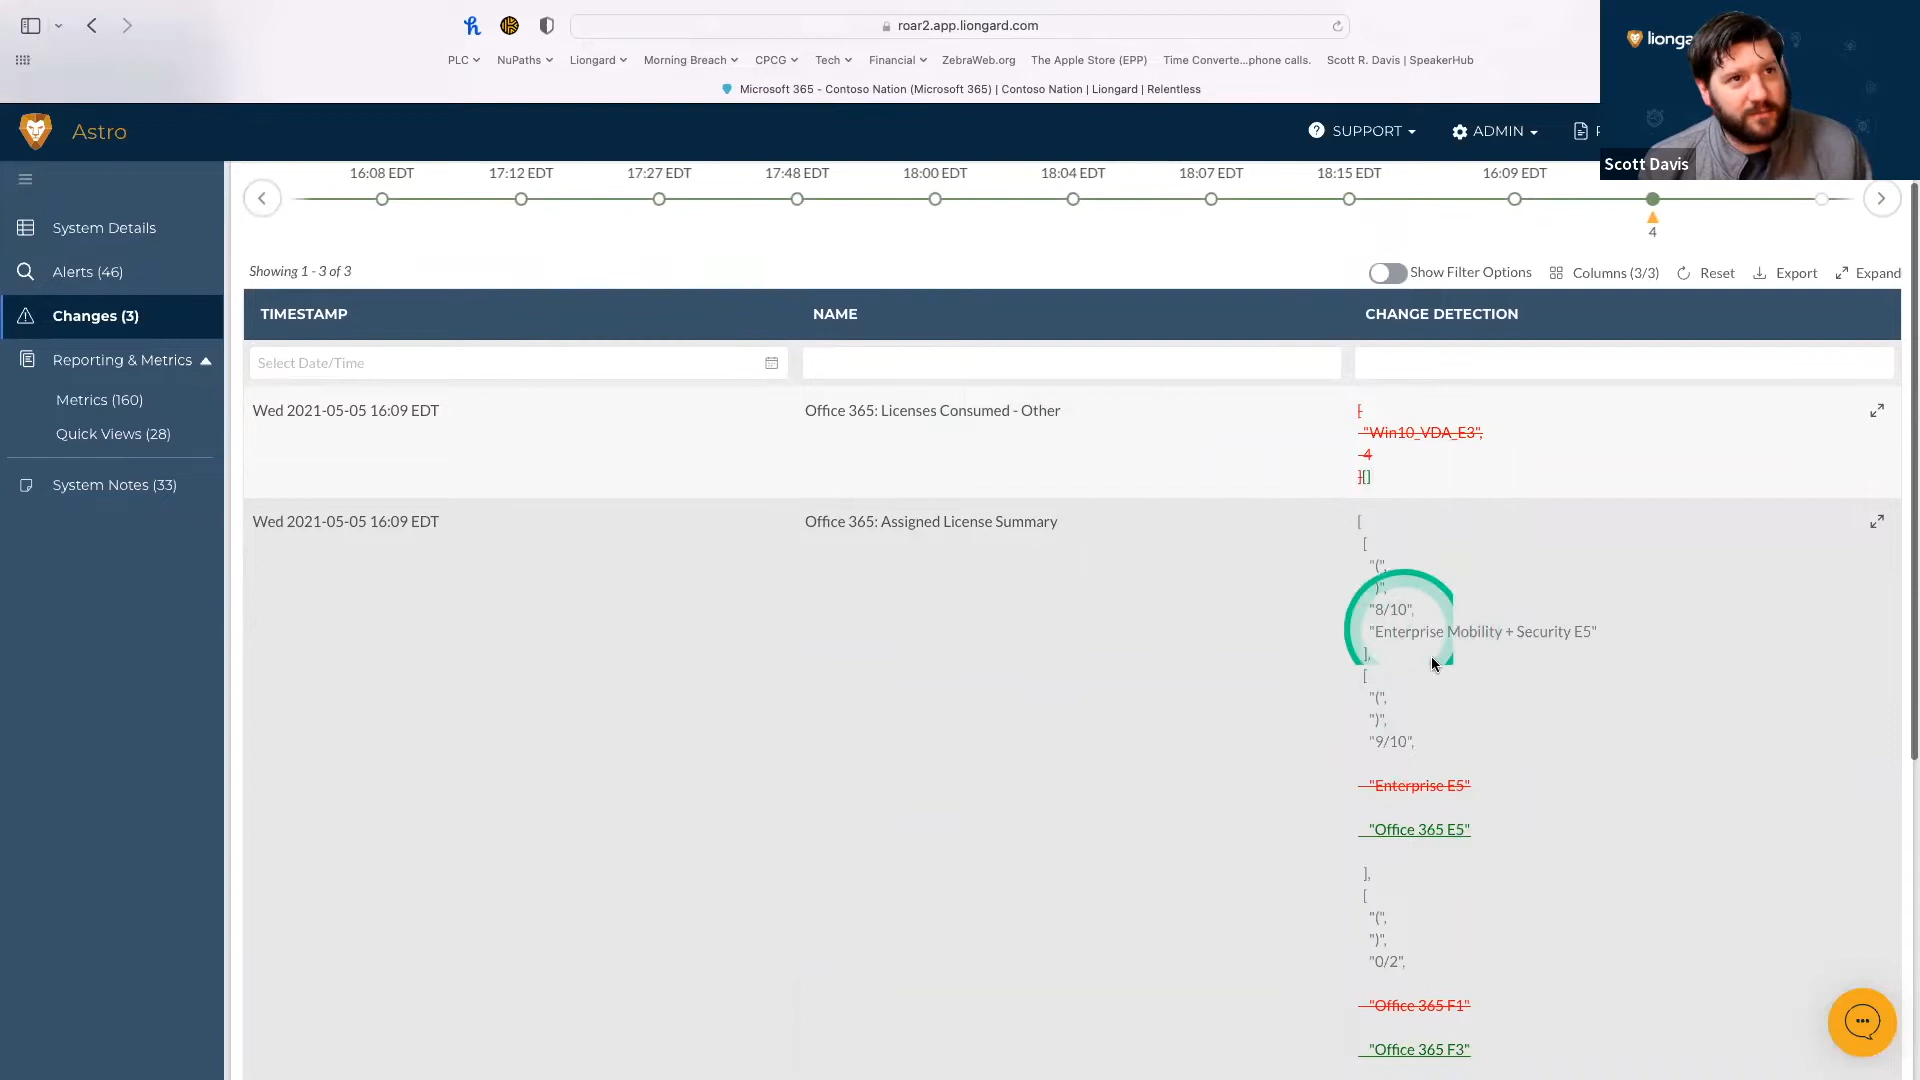 roar2.app.liongard.com
PLC NuPaths Liongard Morning Breach CPCG Tech Financial ZebraWeb.org The Apple Store (EPP) Time Converte...phone calls. Scott R. Davis | SpeakerHub
Microsoft 365 - Contoso Nation (Microsoft 365) | Contoso Nation | Liongard | Relentless
Astro
SUPPORT ADMIN
Scott Davis
16:08 EDT 17:12 EDT 17:27 EDT 17:48 EDT 18:00 EDT 18:04 EDT 18:07 EDT 18:15 EDT 16:09 EDT
4
System Details
Alerts (46)
Changes (3)
Reporting & Metrics
Metrics (160)
Quick Views (28)
System Notes (33)
Showing 1 - 3 of 3
Show Filter Options Columns (3/3) Reset Export Expand
TIMESTAMP NAME CHANGE DETECTION
Select Date/Time
Wed 2021-05-05 16:09 EDT Office 365: Licenses Consumed - Other [
"Win10_VDA_E3",
4
][]
Wed 2021-05-05 16:09 EDT Office 365: Assigned License Summary [
[
"(",
")",
"8/10",
"Enterprise Mobility + Security E5"
],
[
"(",
")",
"9/10",
"Enterprise E5"
"Office 365 E5"
],
[
"(",
")",
"0/2",
"Office 365 F1"
"Office 365 F3"